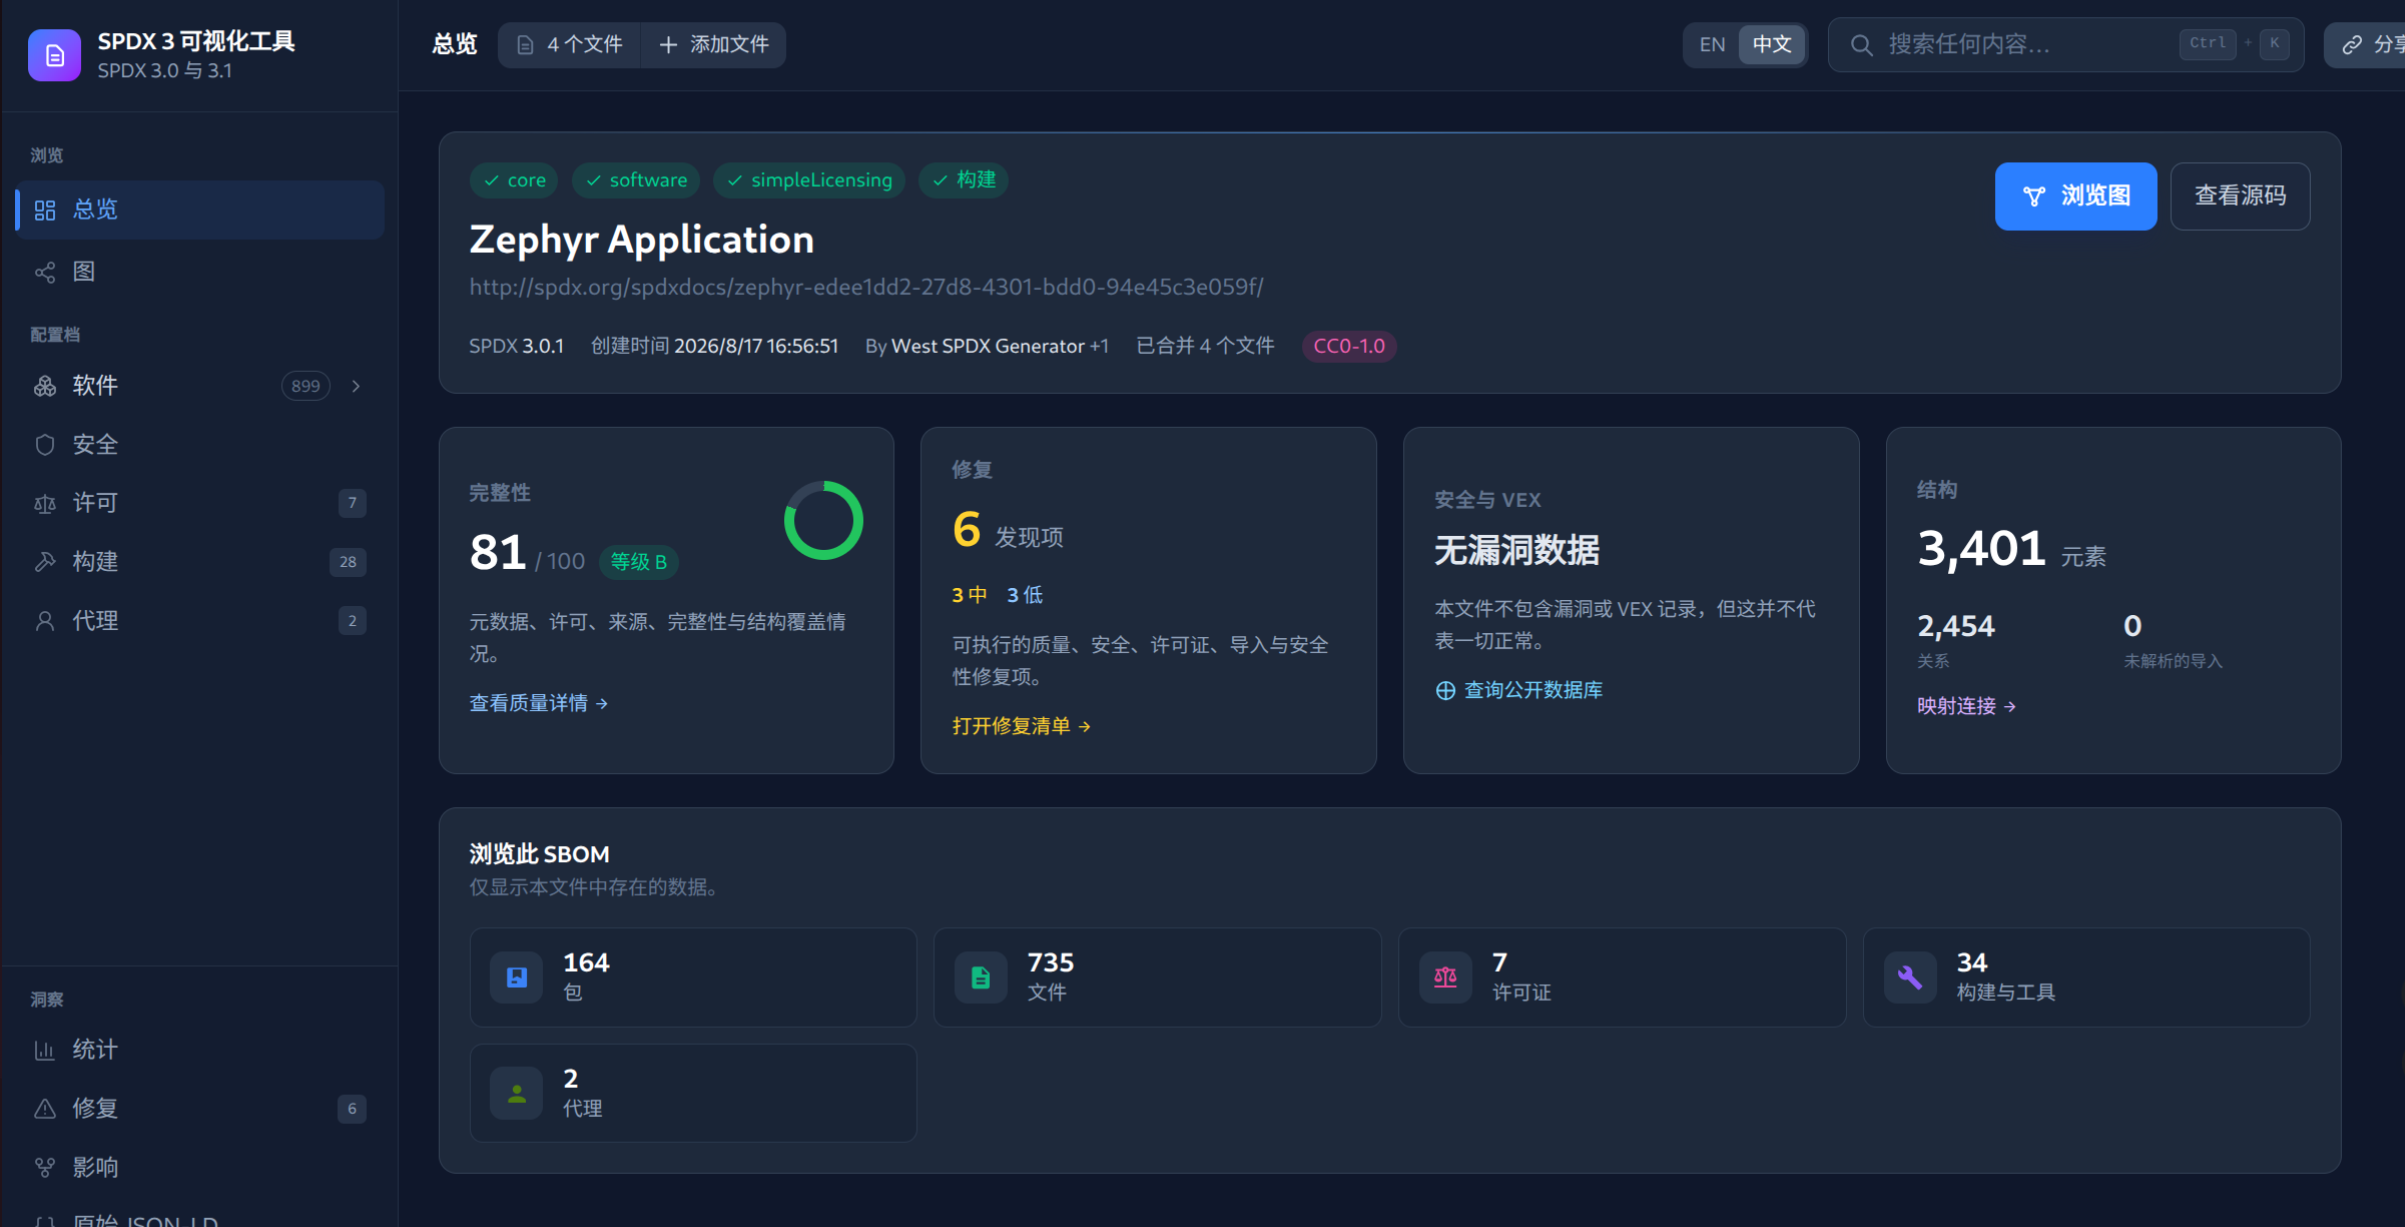 SPDX 3 可视化工具
SPDX 3.0 与 3.1
浏览
总览
图
配置档
软件 899
安全
许可 7
构建 28
代理 2
洞察
统计
修复 6
影响
原始 JSON-LD
总览 4 个文件 添加文件 EN 中文 搜索任何内容... Ctrl + K 分享
core software simpleLicensing 构建
浏览图 查看源码
Zephyr Application
http://spdx.org/spdxdocs/zephyr-edee1dd2-27d8-4301-bdd0-94e45c3e059f/
SPDX 3.0.1 创建时间 2026/8/17 16:56:51 By West SPDX Generator +1 已合并 4 个文件 CC0-1.0
完整性
81 / 100 等级 B
元数据、许可、来源、完整性与结构覆盖情
况。
查看质量详情 →
修复
6 发现项
3 中 3 低
可执行的质量、安全、许可证、导入与安全
性修复项。
打开修复清单 →
安全与 VEX
无漏洞数据
本文件不包含漏洞或 VEX 记录，但这并不代
表一切正常。
查询公开数据库
结构
3,401 元素
2,454 0
关系 未解析的导入
映射连接 →
浏览此 SBOM
仅显示本文件中存在的数据。
164
包
735
文件
7
许可证
34
构建与工具
2
代理